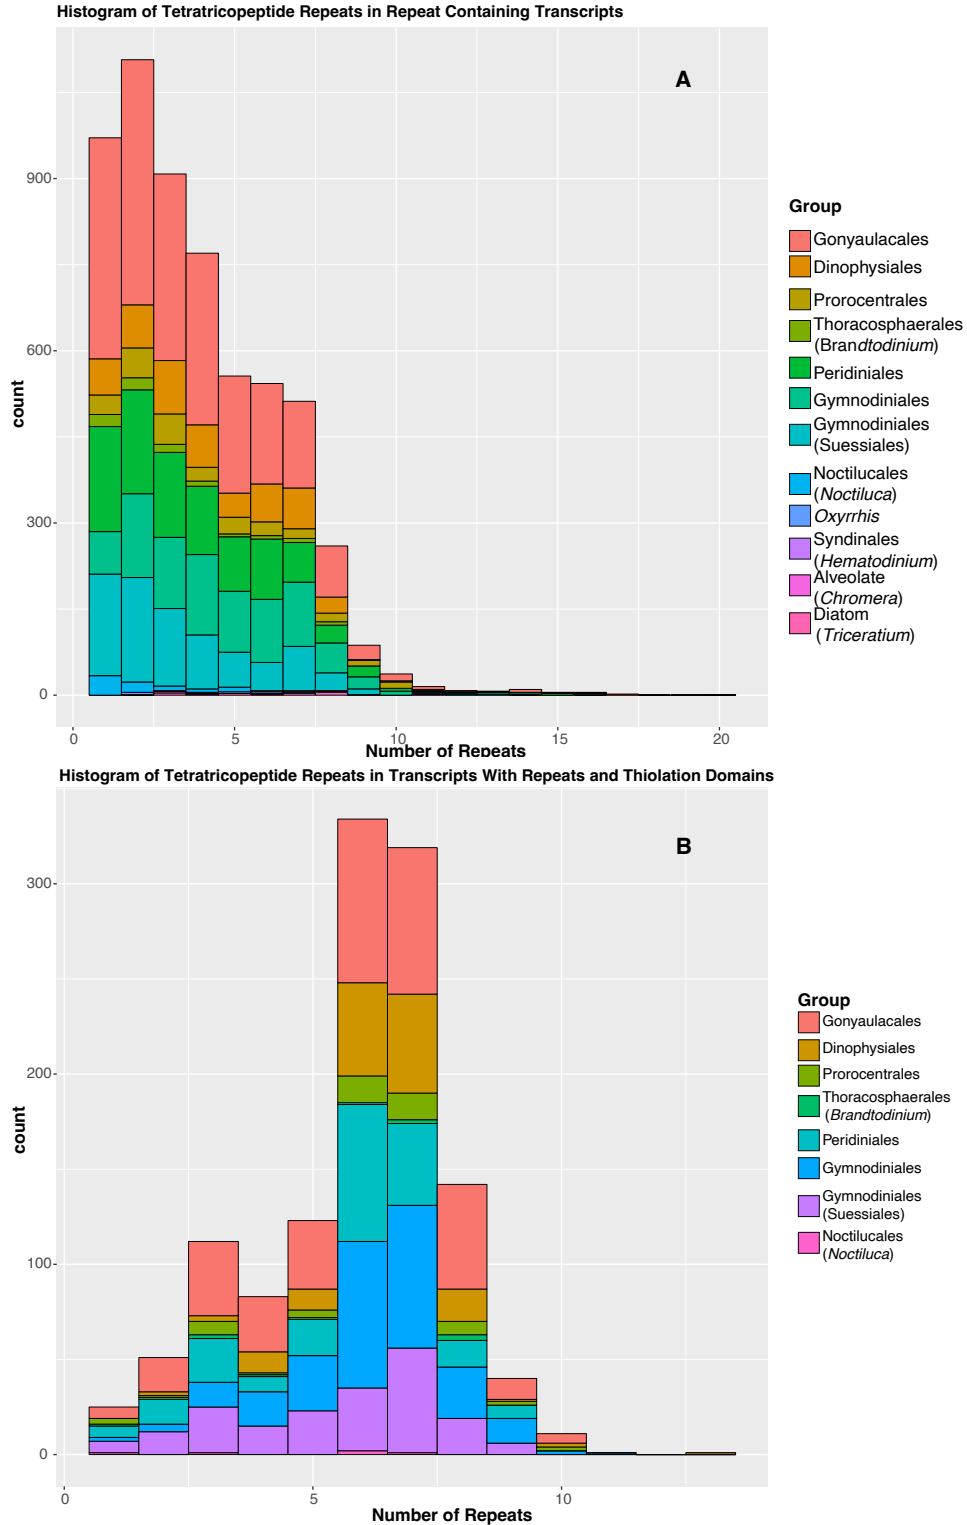 Histogram of Tetratricopeptide Repeats in Repeat Containing Transcripts
A
900
600
300
0
count
0 5 10 15 20
Number of Repeats
Group
Gonyaulacales
Dinophysiales
Prorocentrales
Thoracosphaerales
(Brandtodinium)
Peridiniales
Gymnodiniales
Gymnodiniales
(Suessiales)
Noctilucales
(Noctiluca)
Oxyrrhis
Syndinales
(Hematodinium)
Alveolate
(Chromera)
Diatom
(Triceratium)
Histogram of Tetratricopeptide Repeats in Transcripts With Repeats and Thiolation Domains
B
300
200
100
0
count
0 5 10
Number of Repeats
Group
Gonyaulacales
Dinophysiales
Prorocentrales
Thoracosphaerales
(Brandtodinium)
Peridiniales
Gymnodiniales
Gymnodiniales
(Suessiales)
Noctilucales
(Noctiluca)